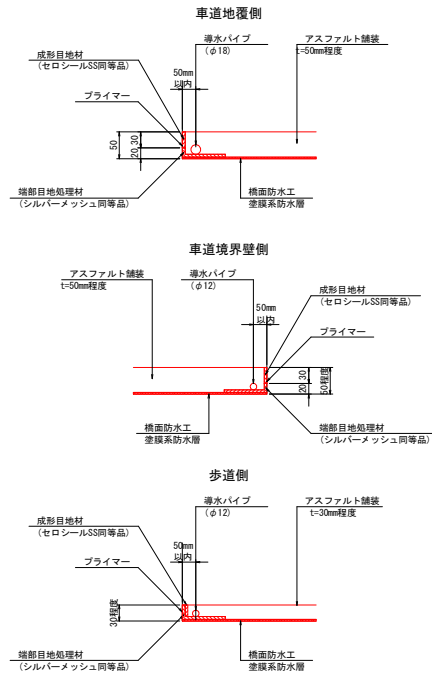 車道地覆側
導水パイプ
(φ18)
アスファルト舗装
t=50mm程度
成形目地材
(セロシールSS同等品)
50mm
以内
プライマー
50
30
20
端部目地処理材
(シルバーメッシュ同等品)
橋面防水工
塗膜系防水層
車道境界壁側
アスファルト舗装
t=50mm程度
導水パイプ
(φ12)
50mm
以内
成形目地材
(セロシールSS同等品)
プライマー
30
20
50程度
端部目地処理材
(シルバーメッシュ同等品)
橋面防水工
塗膜系防水層
歩道側
導水パイプ
(φ12)
アスファルト舗装
t=30mm程度
成形目地材
(セロシールSS同等品)
50mm
以内
プライマー
30程度
端部目地処理材
(シルバーメッシュ同等品)
橋面防水工
塗膜系防水層